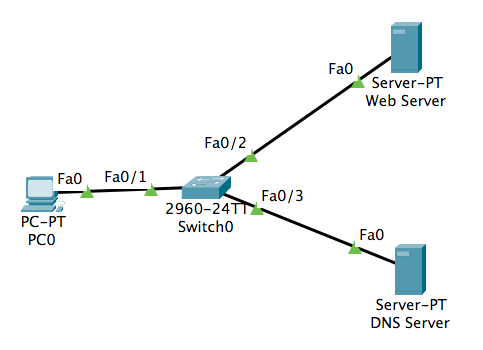 Fa0
Server-PT
Web Server
Fa0/2
Fa0
Fa0/1
PC-PT
PC0
2960-24TT
Switch0
Fa0/3
Fa0
Server-PT
DNS Server